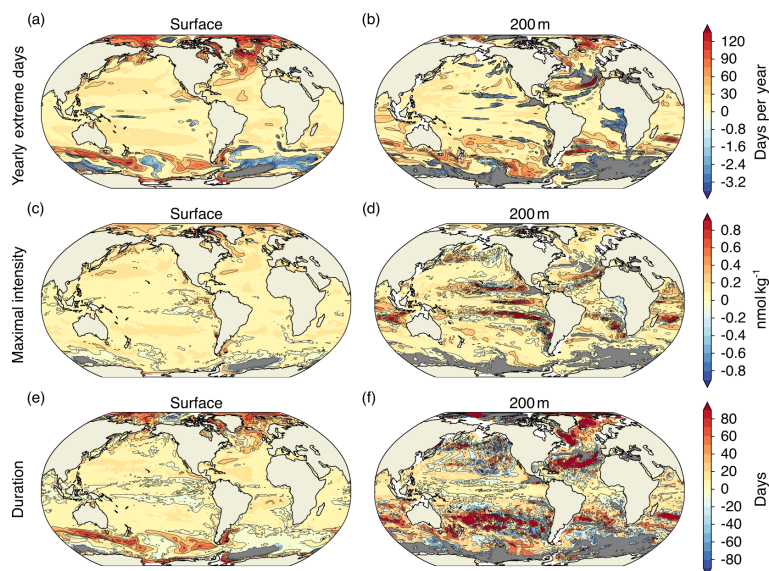 (a) Surface
(b) 200 m
Yearly extreme days
120
90
60
30
0
-0.8
-1.6
-2.4
-3.2
Days per year
(c) Surface
(d) 200 m
Maximal intensity
0.8
0.6
0.4
0.2
0
-0.2
-0.4
-0.6
-0.8
nmol kg-1
(e) Surface
(f) 200 m
Duration
80
60
40
20
0
-20
-40
-60
-80
Days